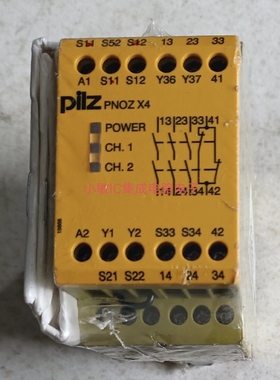 S11 S52 S12 13 23 33
A1 S11 S12 Y36 Y37 41
pilz PNOZ X4
POWER
CH. 1
CH. 2
13 23 33 41
14 24 34 42
A2 Y1 Y2 S33 S34 42
S21 S22 14 24 34